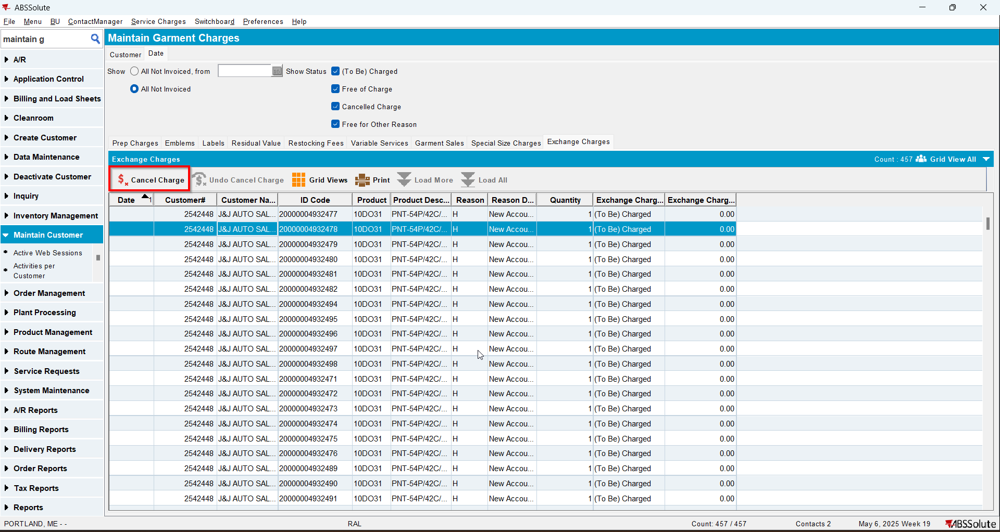 ABSSolute
File Menu BU ContactManager Service Charges Switchboard Preferences Help
maintain g
Maintain Garment Charges
Customer Date
Show All Not Invoiced, from 15 Show Status (To Be) Charged
All Not Invoiced Free of Charge
Cancelled Charge
Free for Other Reason
A/R
Application Control
Billing and Load Sheets
Cleanroom
Create Customer
Data Maintenance
Deactivate Customer
Inquiry
Inventory Management
Maintain Customer
Active Web Sessions
Activities per
Customer
Order Management
Plant Processing
Product Management
Route Management
Service Requests
System Maintenance
A/R Reports
Billing Reports
Delivery Reports
Order Reports
Tax Reports
Reports
Prep Charges Emblems Labels Residual Value Restocking Fees Variable Services Garment Sales Special Size Charges Exchange Charges
Exchange Charges Count : 457 Grid View All
Cancel Charge Undo Cancel Charge Grid Views Print Load More Load All
Date 1 Customer# Customer Na... ID Code Product Product Desc... Reason Reason D... Quantity Exchange Charg... Exchange Charg...
2542448 J&J AUTO SAL... 20000004932477 10DO31 PNT-54P/42C/... H New Accou... 1 (To Be) Charged 0.00
2542448 J&J AUTO SAL... 20000004932478 10DO31 PNT-54P/42C/... H New Accou... 1 (To Be) Charged 0.00
2542448 J&J AUTO SAL... 20000004932479 10DO31 PNT-54P/42C/... H New Accou... 1 (To Be) Charged 0.00
2542448 J&J AUTO SAL... 20000004932480 10DO31 PNT-54P/42C/... H New Accou... 1 (To Be) Charged 0.00
2542448 J&J AUTO SAL... 20000004932481 10DO31 PNT-54P/42C/... H New Accou... 1 (To Be) Charged 0.00
2542448 J&J AUTO SAL... 20000004932482 10DO31 PNT-54P/42C/... H New Accou... 1 (To Be) Charged 0.00
2542448 J&J AUTO SAL... 20000004932494 10DO31 PNT-54P/42C/... H New Accou... 1 (To Be) Charged 0.00
2542448 J&J AUTO SAL... 20000004932495 10DO31 PNT-54P/42C/... H New Accou... 1 (To Be) Charged 0.00
2542448 J&J AUTO SAL... 20000004932496 10DO31 PNT-54P/42C/... H New Accou... 1 (To Be) Charged 0.00
2542448 J&J AUTO SAL... 20000004932497 10DO31 PNT-54P/42C/... H New Accou... 1 (To Be) Charged 0.00
2542448 J&J AUTO SAL... 20000004932498 10DO31 PNT-54P/42C/... H New Accou... 1 (To Be) Charged 0.00
2542448 J&J AUTO SAL... 20000004932471 10DO31 PNT-54P/42C/... H New Accou... 1 (To Be) Charged 0.00
2542448 J&J AUTO SAL... 20000004932472 10DO31 PNT-54P/42C/... H New Accou... 1 (To Be) Charged 0.00
2542448 J&J AUTO SAL... 20000004932473 10DO31 PNT-54P/42C/... H New Accou... 1 (To Be) Charged 0.00
2542448 J&J AUTO SAL... 20000004932474 10DO31 PNT-54P/42C/... H New Accou... 1 (To Be) Charged 0.00
2542448 J&J AUTO SAL... 20000004932475 10DO31 PNT-54P/42C/... H New Accou... 1 (To Be) Charged 0.00
2542448 J&J AUTO SAL... 20000004932476 10DO31 PNT-54P/42C/... H New Accou... 1 (To Be) Charged 0.00
2542448 J&J AUTO SAL... 20000004932489 10DO31 PNT-54P/42C/... H New Accou... 1 (To Be) Charged 0.00
2542448 J&J AUTO SAL... 20000004932490 10DO31 PNT-54P/42C/... H New Accou... 1 (To Be) Charged 0.00
2542448 J&J AUTO SAL... 20000004932491 10DO31 PNT-54P/42C/... H New Accou... 1 (To Be) Charged 0.00
PORTLAND, ME - - RAL Count: 457 / 457 Contacts 2 May 6, 2025 Week 19 ABSSolute